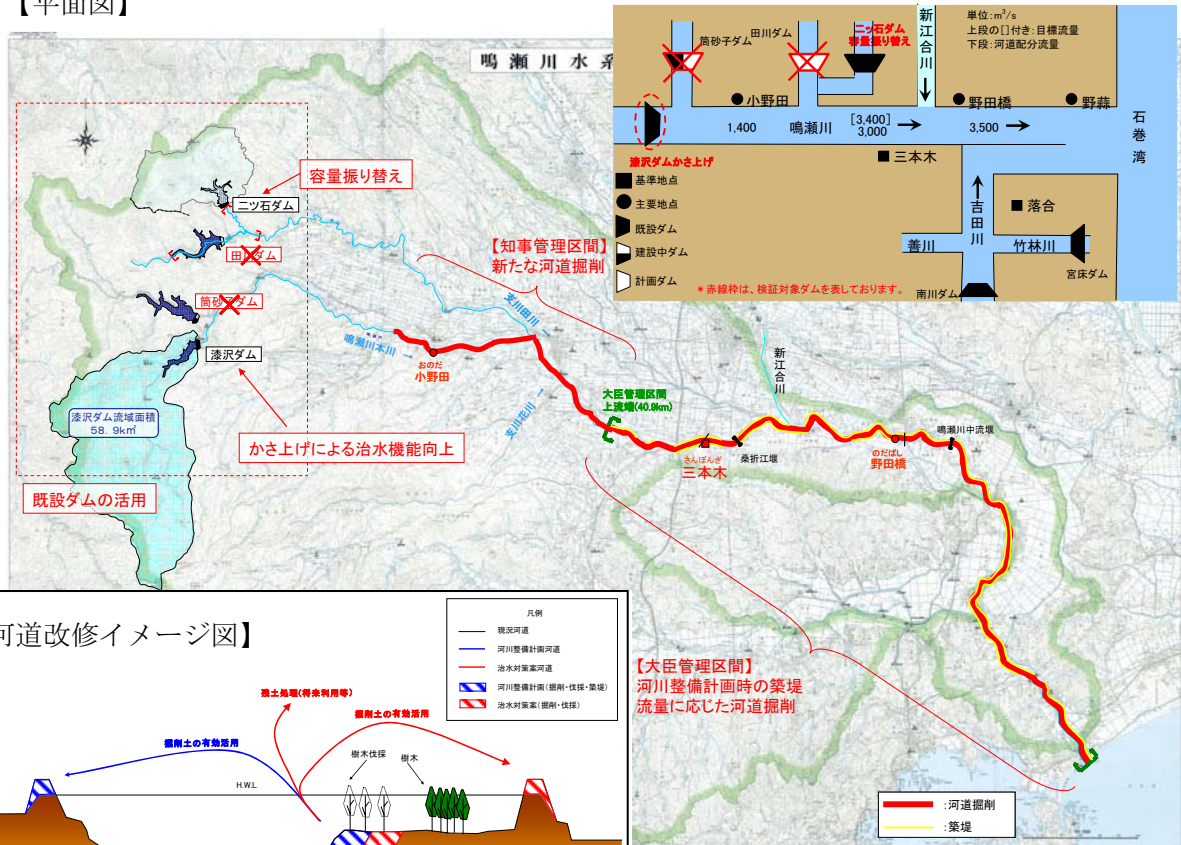 【平面図】
鳴瀬川水系
容量振り替え
二ツ石ダム
田川ダム
筒砂子ダム
漆沢ダム
漆沢ダム流域面積
58.9km²
かさ上げによる治水機能向上
既設ダムの活用
鳴瀬川本川→
おのだ
小野田
支川田川→
支川花川→
【知事管理区間】
新たな河道掘削
大臣管理区間
上流端(40.9km)
さんぼんぎ
三本木
桑折江堰
新江合川
のだばし
野田橋
鳴瀬川中流堰
【大臣管理区間】
河川整備計画時の築堤
流量に応じた河道掘削
:河道掘削
:築堤
筒砂子ダム
田川ダム
二ツ石ダム
容量振り替え
新江合川
→
単位:m³/s
上段の[]付き:目標流量
下段:河道配分流量
小野田
野田橋
野蒜
1,400
鳴瀬川
[3,400]
3,000
→
3,500
→
石巻湾
漆沢ダムかさ上げ
三本木
基準地点
主要地点
既設ダム
建設中ダム
計画ダム
→
吉田川
落合
善川
竹林川
宮床ダム
南川ダム
*赤線枠は、検証対象ダムを表しております。
河道改修イメージ図】
凡例
現況河道
河川整備計画河道
治水対策案河道
河川整備計画(掘削・伐採・築堤)
治水対策案(掘削・伐採)
残土処理(将来利用等)
掘削土の有効活用
掘削土の有効活用
樹木伐採
樹木
H.W.L